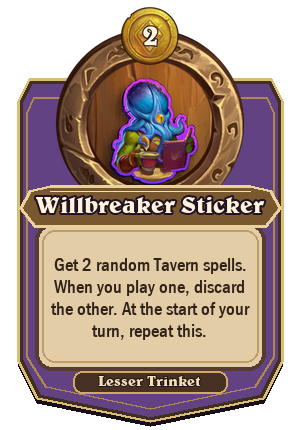 2
Willbreaker Sticker
Get 2 random Tavern spells.
When you play one, discard
the other. At the start of your
turn, repeat this.
Lesser Trinket